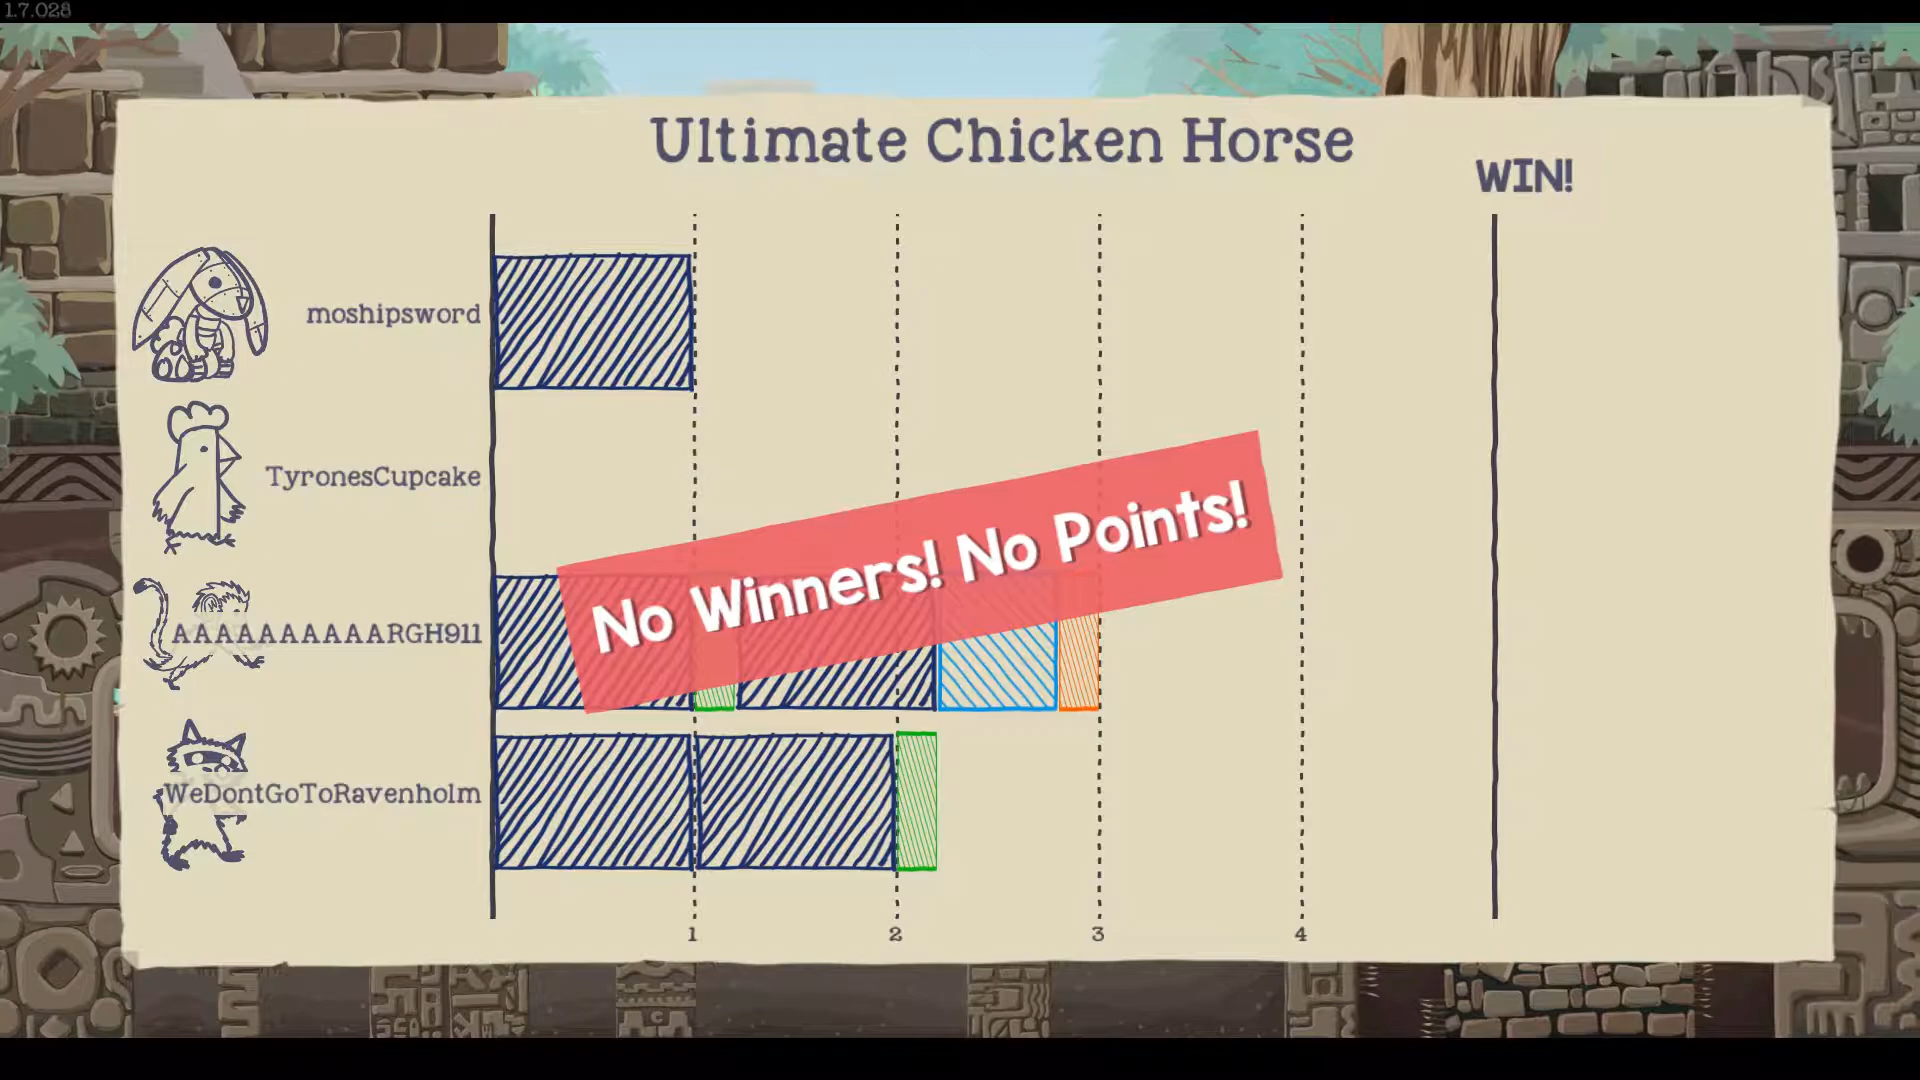 1.7.028
Ultimate Chicken Horse
WIN!
moshipsword
TyronesCupcake
No Winners! No Points!
AAAAAAAAAARGH911
WeDontGoToRavenholm
1 2 3 4